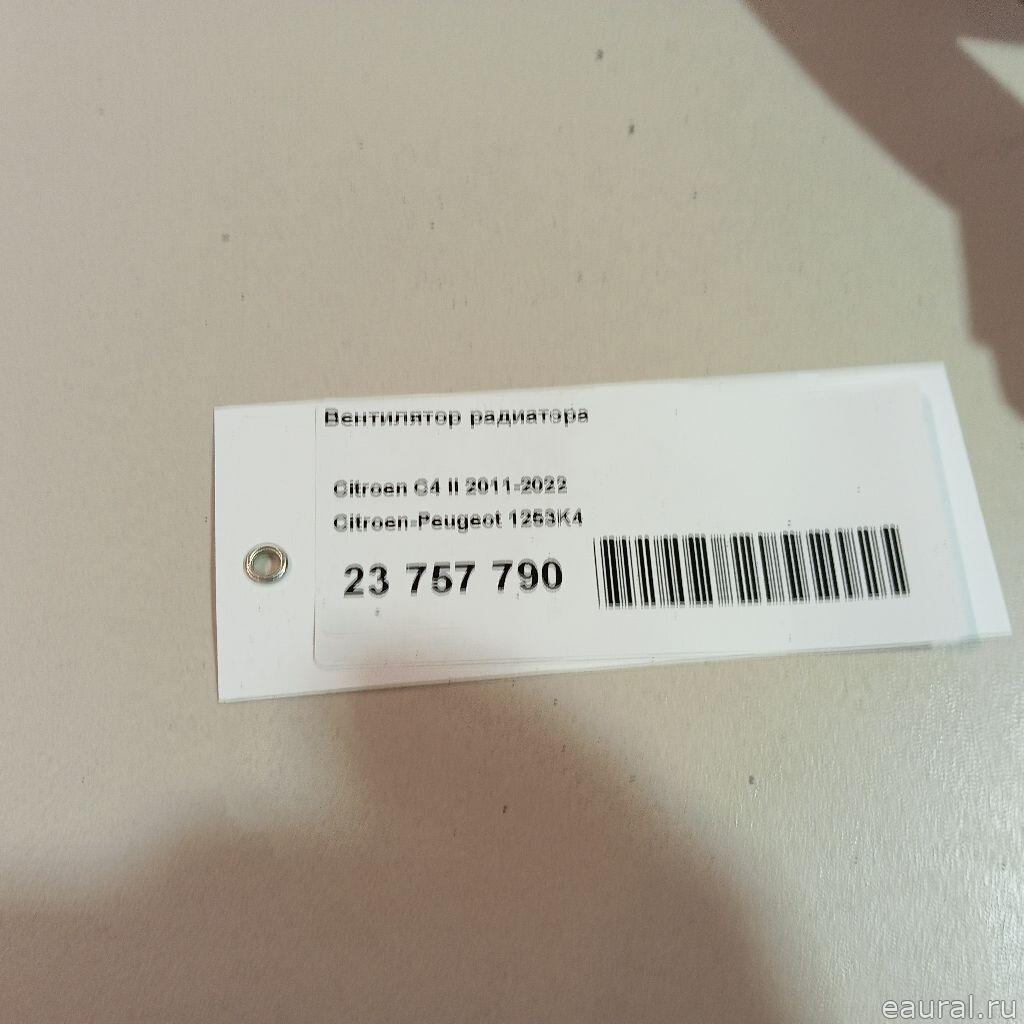 Вентилятор радиатора
Citroen C4 II 2011-2022
Citroen-Peugeot 1253K4
23 757 790
eaural.ru